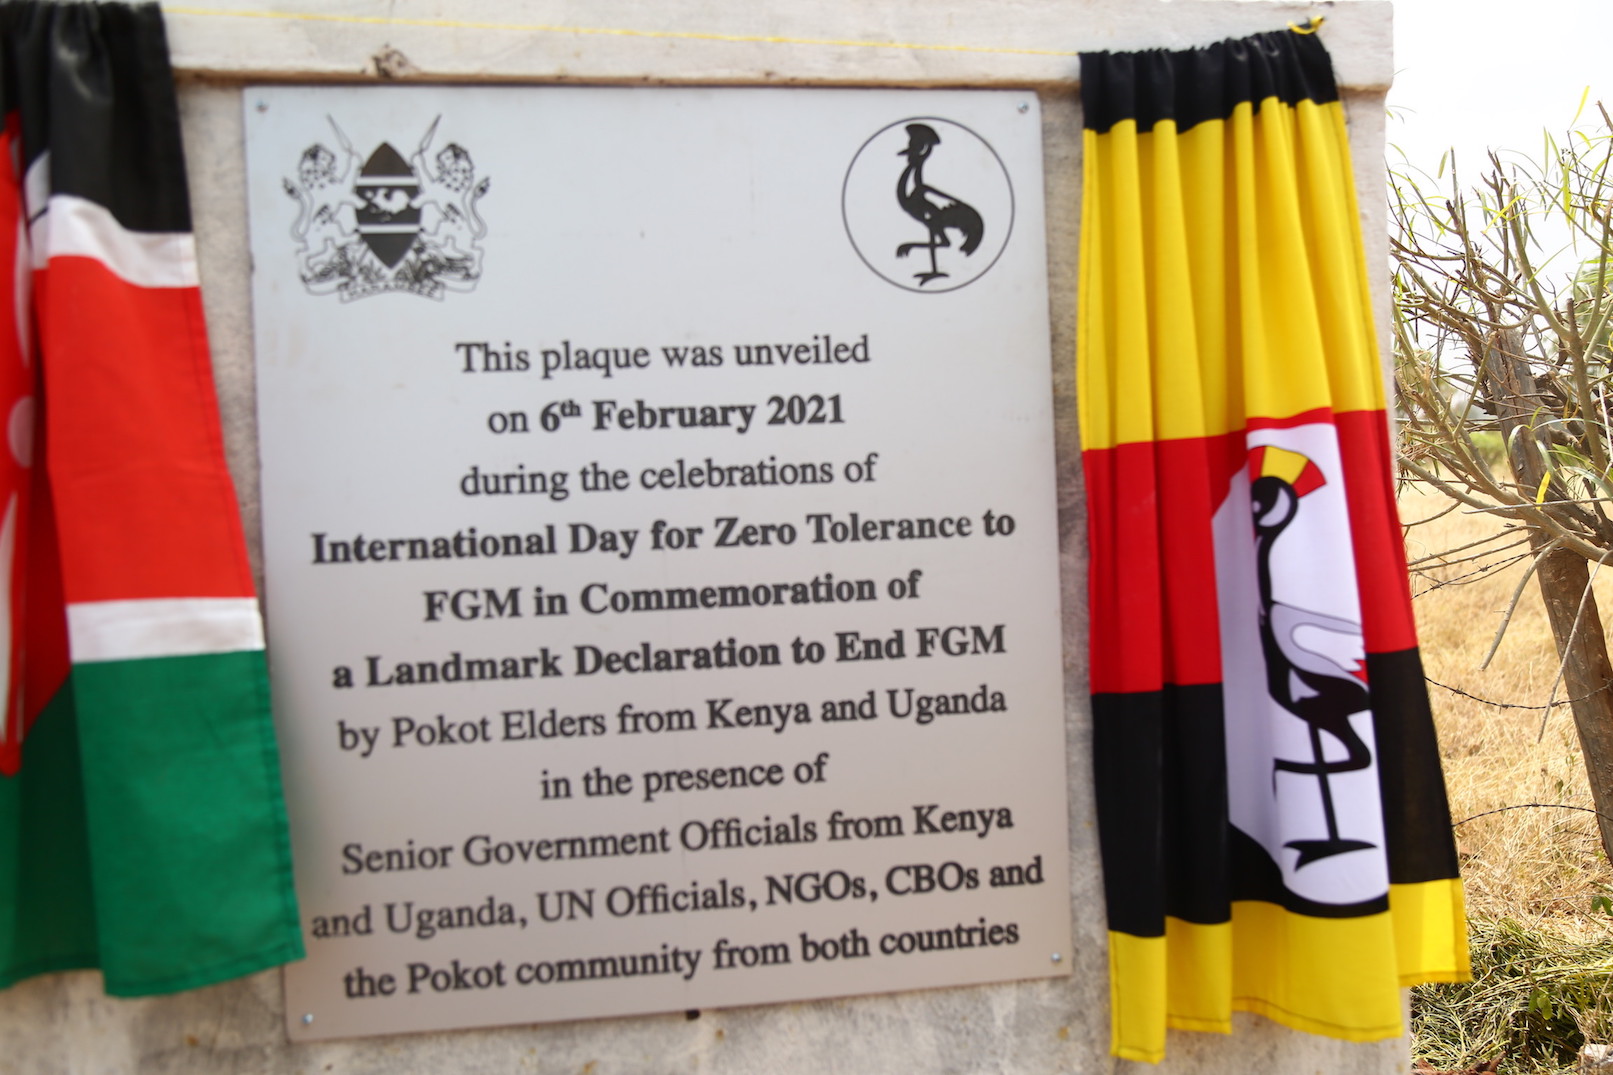 HARAMBEE
This plaque was unveiled
on 6th February 2021
during the celebrations of
International Day for Zero Tolerance to
FGM in Commemoration of
a Landmark Declaration to End FGM
by Pokot Elders from Kenya and Uganda
in the presence of
Senior Government Officials from Kenya
and Uganda, UN Officials, NGOs, CBOs and
the Pokot community from both countries